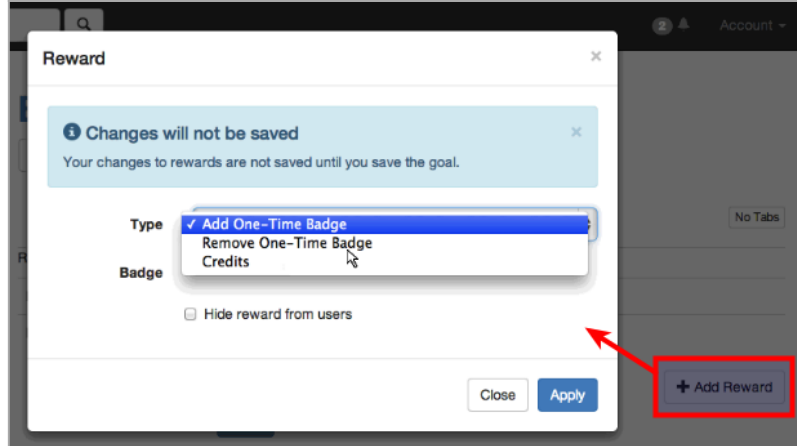 2
Account
Reward
×
Changes will not be saved
×
Your changes to rewards are not saved until you save the goal.
Type
✓ Add One-Time Badge
Remove One-Time Badge
Credits
No Tabs
Badge
Hide reward from users
+ Add Reward
Close
Apply